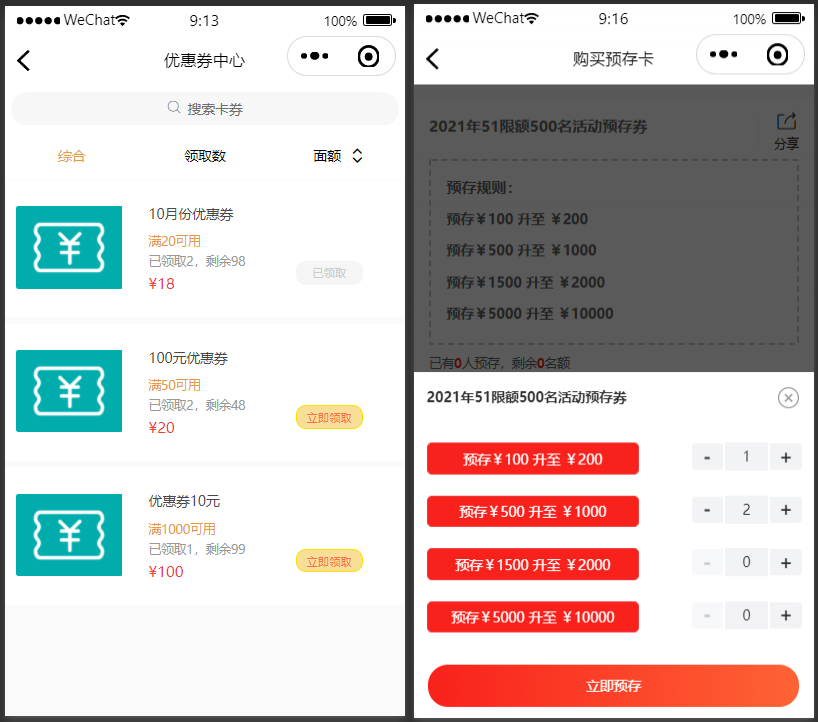 WeChat 9:13 100%
优惠券中心
搜索卡券
综合 领取数 面额
10月份优惠券
满20可用
已领取2，剩余98
已领取
¥18
100元优惠券
满50可用
已领取2，剩余48
立即领取
¥20
优惠券10元
满1000可用
已领取1，剩余99
立即领取
¥100
WeChat 9:16 100%
购买预存卡
2021年51限额500名活动预存券
分享
预存规则：
预存￥100 升至 ￥200
预存￥500 升至 ￥1000
预存￥1500 升至 ￥2000
预存￥5000 升至 ￥10000
已有0人预存，剩余0名额
2021年51限额500名活动预存券
预存￥100 升至 ￥200 - 1 +
预存￥500 升至 ￥1000 - 2 +
预存￥1500 升至 ￥2000 - 0 +
预存￥5000 升至 ￥10000 - 0 +
立即预存